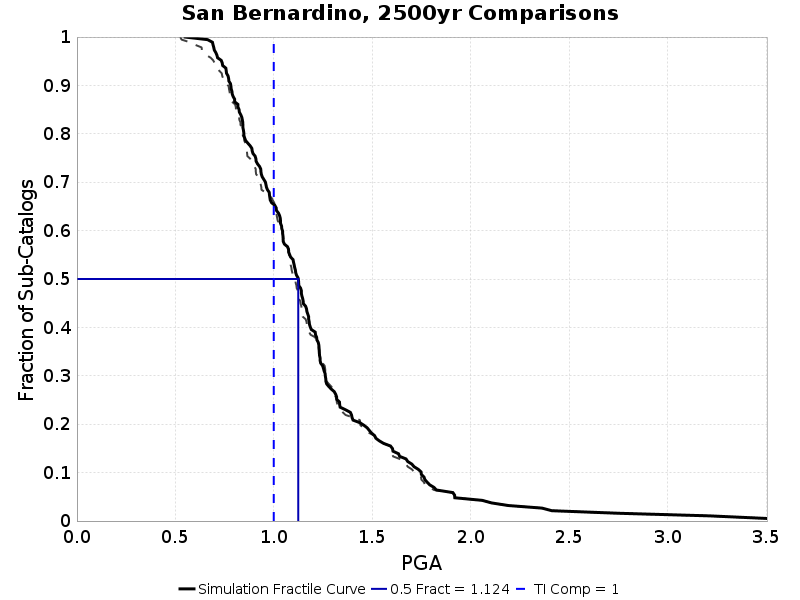 San Bernardino, 2500yr Comparisons
Fraction of Sub-Catalogs
1
0.9
0.8
0.7
0.6
0.5
0.4
0.3
0.2
0.1
0
0.0 0.5 1.0 1.5 2.0 2.5 3.0 3.5
PGA
Simulation Fractile Curve 0.5 Fract = 1.124 TI Comp = 1